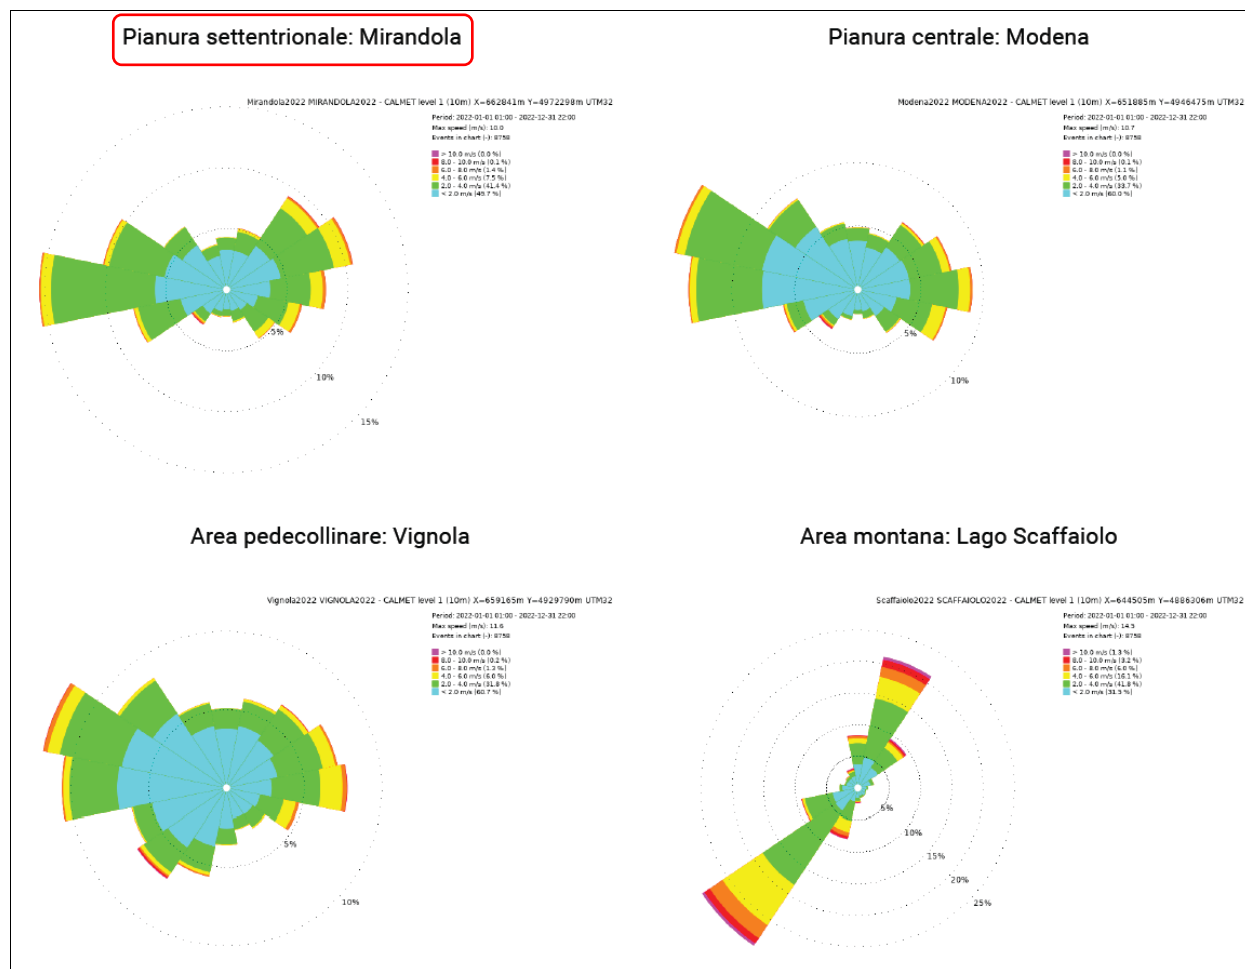 Pianura settentrionale: Mirandola
Mirandola2022 MIRANDOLA2022 - CALMET level 1 (10m) X=662841m Y=4972298m UTM32
Period: 2022-01-01 01:00 - 2022-12-31 22:00
Max speed (m/s): 10.0
Events in chart (-): 8758
> 10.0 m/s (0.0 %)
8.0 - 10.0 m/s (0.1 %)
6.0 - 8.0 m/s (1.4 %)
4.0 - 6.0 m/s (7.5 %)
2.0 - 4.0 m/s (41.4 %)
< 2.0 m/s (49.7 %)
5%
10%
15%
Pianura centrale: Modena
Modena2022 MODENA2022 - CALMET level 1 (10m) X=651885m Y=4946475m UTM32
Period: 2022-01-01 01:00 - 2022-12-31 22:00
Max speed (m/s): 10.7
Events in chart (-): 8758
> 10.0 m/s (0.0 %)
8.0 - 10.0 m/s (0.1 %)
6.0 - 8.0 m/s (1.1 %)
4.0 - 6.0 m/s (5.0 %)
2.0 - 4.0 m/s (33.7 %)
< 2.0 m/s (60.0 %)
5%
10%
Area pedecollinare: Vignola
Vignola2022 VIGNOLA2022 - CALMET level 1 (10m) X=659165m Y=4929790m UTM32
Period: 2022-01-01 01:00 - 2022-12-31 22:00
Max speed (m/s): 11.6
Events in chart (-): 8758
> 10.0 m/s (0.0 %)
8.0 - 10.0 m/s (0.2 %)
6.0 - 8.0 m/s (1.3 %)
4.0 - 6.0 m/s (6.0 %)
2.0 - 4.0 m/s (31.8 %)
< 2.0 m/s (60.7 %)
5%
10%
Area montana: Lago Scaffaiolo
Scaffaiolo2022 SCAFFAIOLO2022 - CALMET level 1 (10m) X=644505m Y=4886306m UTM32
Period: 2022-01-01 01:00 - 2022-12-31 22:00
Max speed (m/s): 14.5
Events in chart (-): 8758
> 10.0 m/s (1.3 %)
8.0 - 10.0 m/s (3.2 %)
6.0 - 8.0 m/s (6.0 %)
4.0 - 6.0 m/s (16.1 %)
2.0 - 4.0 m/s (41.8 %)
< 2.0 m/s (31.5 %)
5%
10%
15%
20%
25%